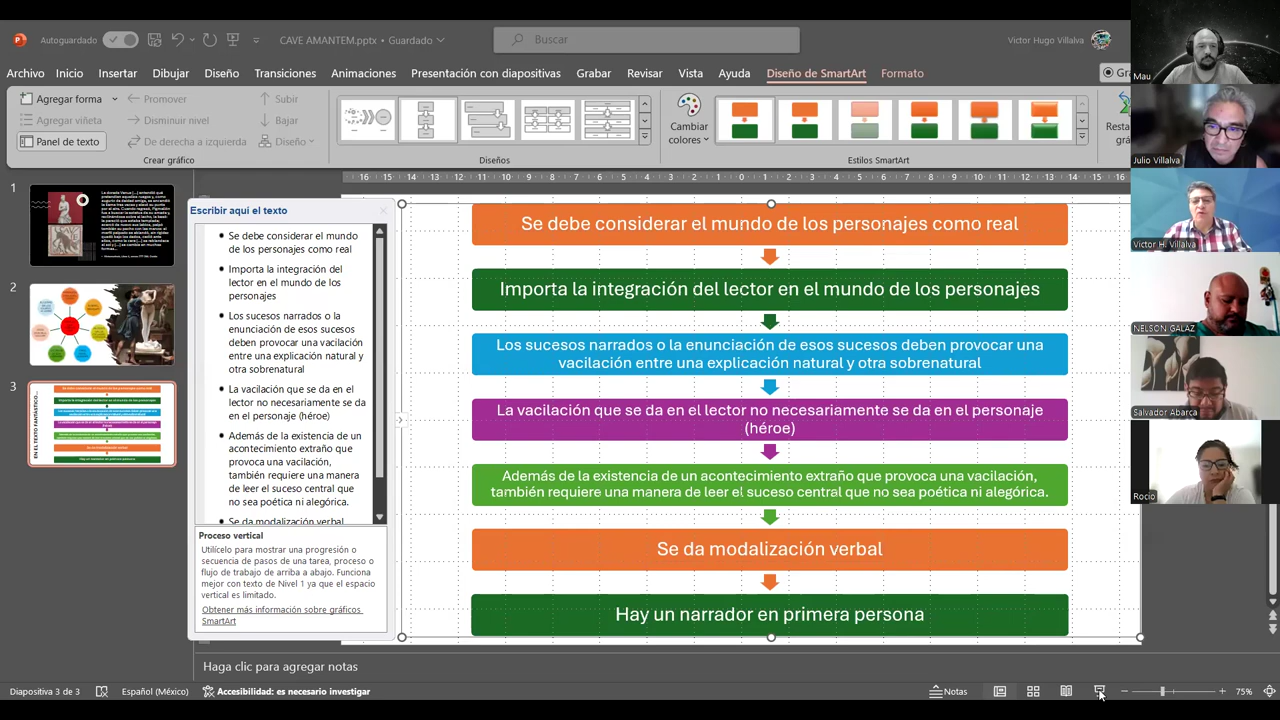 Autoguardado
CAVE AMANTEM.pptx • Guardado
Buscar
Victor Hugo Villalva
Archivo
Inicio
Insertar
Dibujar
Diseño
Transiciones
Animaciones
Presentación con diapositivas
Grabar
Revisar
Vista
Ayuda
Diseño de SmartArt
Formato
Agregar forma
Promover
Subir
Agregar viñeta
Disminuir nivel
Bajar
Panel de texto
De derecha a izquierda
Diseño
Crear gráfico
Diseños
Cambiar
colores
Estilos SmartArt
Mau
Julio Villalva
Víctor H. Villalva
NELSON GALAZ
Salvador Abarca
Rocío
1
2
3
EN EL TEXTO FANTÁSTICO...
Escribir aquí el texto
Se debe considerar el mundo
de los personajes como real
Importa la integración del
lector en el mundo de los
personajes
Los sucesos narrados o la
enunciación de esos sucesos
deben provocar una vacilación
entre una explicación natural y
otra sobrenatural
La vacilación que se da en el
lector no necesariamente se da
en el personaje (héroe)
Además de la existencia de un
acontecimiento extraño que
provoca una vacilación,
también requiere una manera
de leer el suceso central que
no sea poética ni alegórica.
Se da modalización verbal
Proceso vertical
Utilícelo para mostrar una progresión o
secuencia de pasos de una tarea, proceso o
flujo de trabajo de arriba a abajo. Funciona
mejor con texto de Nivel 1 ya que el espacio
vertical es limitado.
Obtener más información sobre gráficos
SmartArt
Se debe considerar el mundo de los personajes como real
Importa la integración del lector en el mundo de los personajes
Los sucesos narrados o la enunciación de esos sucesos deben provocar una
vacilación entre una explicación natural y otra sobrenatural
La vacilación que se da en el lector no necesariamente se da en el personaje
(héroe)
Además de la existencia de un acontecimiento extraño que provoca una vacilación,
también requiere una manera de leer el suceso central que no sea poética ni alegórica.
Se da modalización verbal
Hay un narrador en primera persona
Haga clic para agregar notas
Diapositiva 3 de 3
Español (México)
Accesibilidad: es necesario investigar
Notas
75%